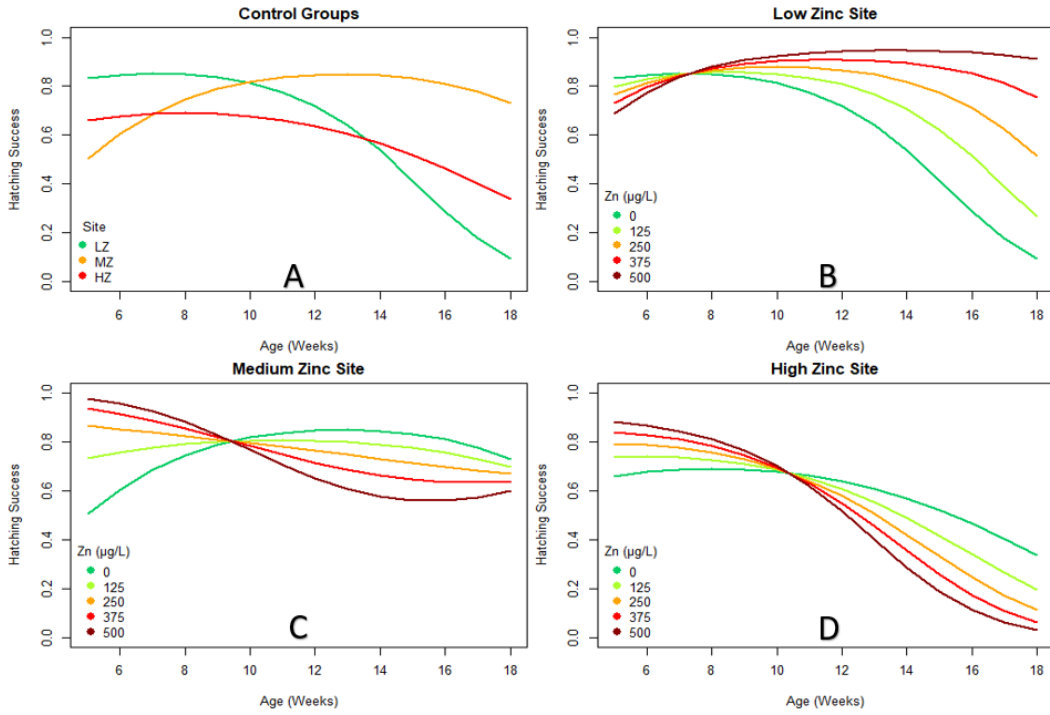 Control Groups
1.0
0.8
0.6
0.4
0.2
0.0
Hatching Success
Site
LZ
MZ
HZ
A
6 8 10 12 14 16 18
Age (Weeks)
Low Zinc Site
1.0
0.8
0.6
0.4
0.2
0.0
Hatching Success
Zn (µg/L)
0
125
250
375
500
B
6 8 10 12 14 16 18
Age (Weeks)
Medium Zinc Site
1.0
0.8
0.6
0.4
0.2
0.0
Hatching Success
Zn (µg/L)
0
125
250
375
500
C
6 8 10 12 14 16 18
Age (Weeks)
High Zinc Site
1.0
0.8
0.6
0.4
0.2
0.0
Hatching Success
Zn (µg/L)
0
125
250
375
500
D
6 8 10 12 14 16 18
Age (Weeks)